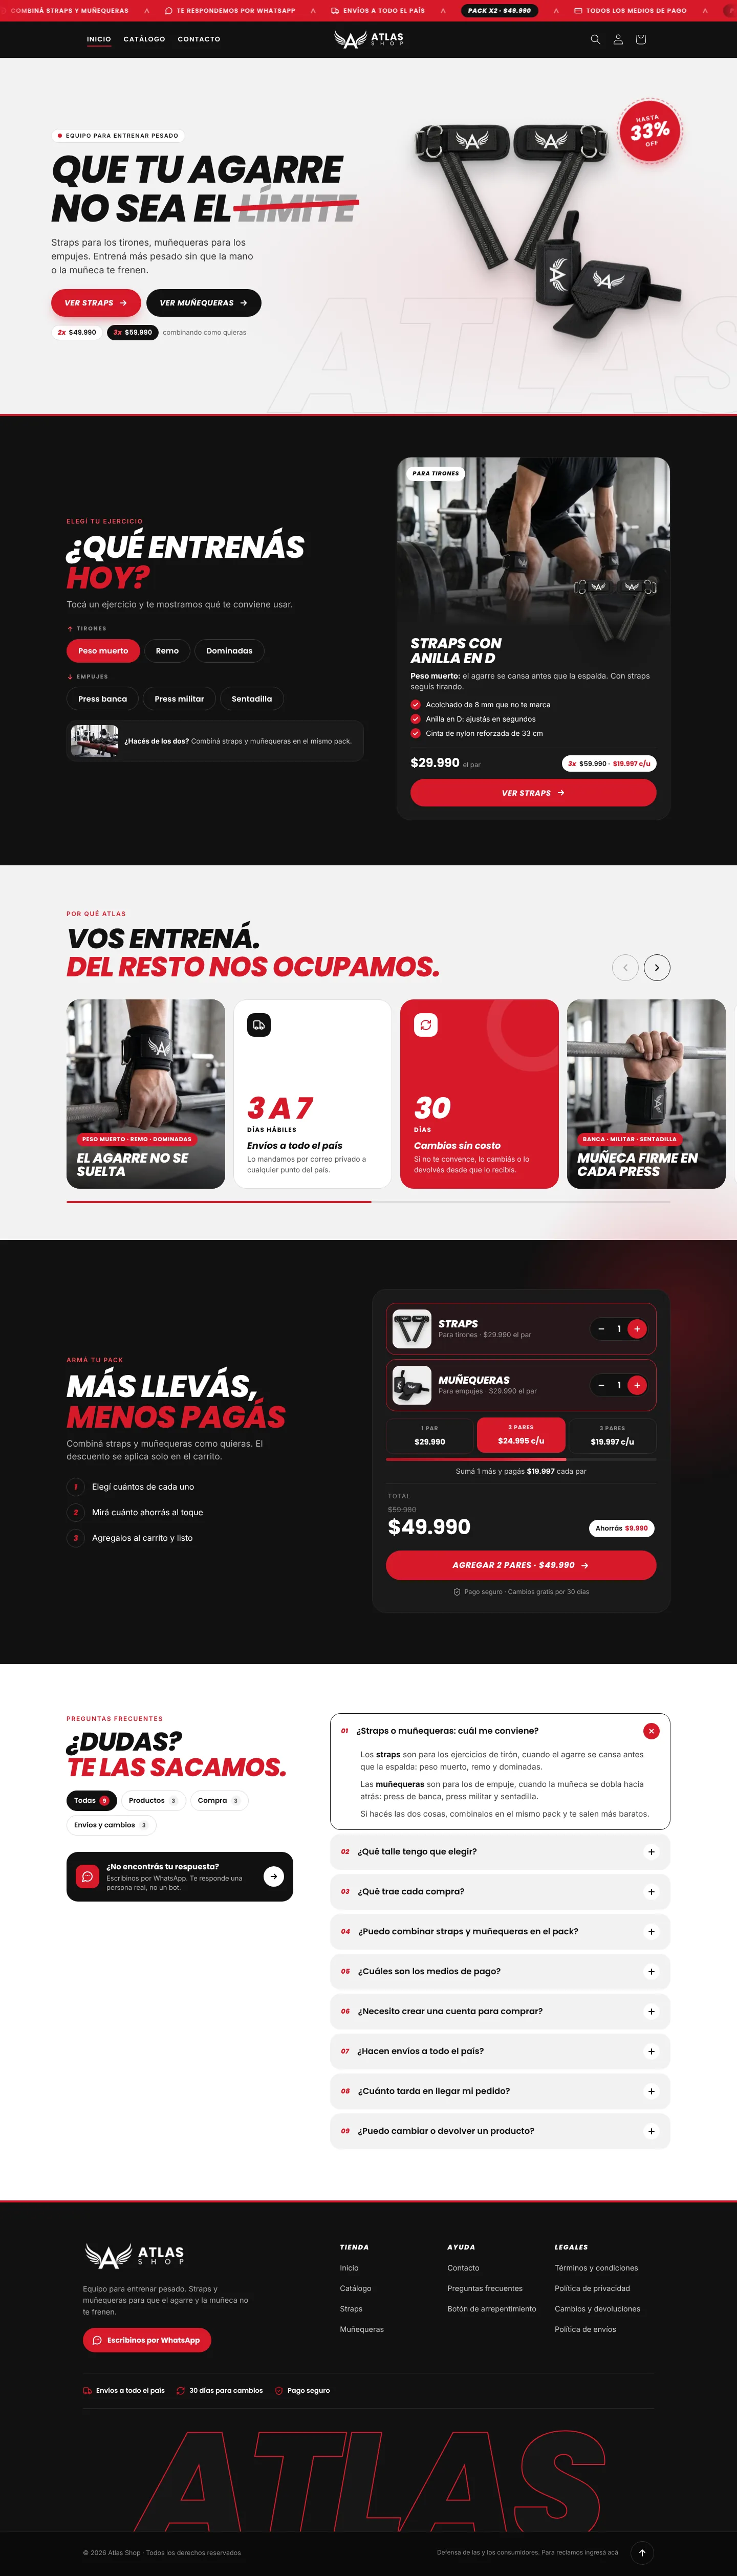 COMBINÁ STRAPS Y MUÑEQUERAS
TE RESPONDEMOS POR WHATSAPP
ENVÍOS A TODO EL PAÍS
PACK X2 · $49.990
TODOS LOS MEDIOS DE PAGO
INICIO
CATÁLOGO
CONTACTO
ATLAS
SHOP
EQUIPO PARA ENTRENAR PESADO
QUE TU AGARRE
NO SEA EL LÍMITE
Straps para los tirones, muñequeras para los
empujes. Entrená más pesado sin que la mano
o la muñeca te frenen.
VER STRAPS
VER MUÑEQUERAS
2x $49.990
3x $59.990
combinando como quieras
HASTA
33%
OFF
ATLAS
ELEGÍ TU EJERCICIO
¿QUÉ ENTRENÁS
HOY?
Tocá un ejercicio y te mostramos qué te conviene usar.
TIRONES
Peso muerto
Remo
Dominadas
EMPUJES
Press banca
Press militar
Sentadilla
¿Hacés de los dos? Combiná straps y muñequeras en el mismo pack.
PARA TIRONES
STRAPS CON
ANILLA EN D
Peso muerto: el agarre se cansa antes que la espalda. Con straps
seguís tirando.
Acolchado de 8 mm que no te marca
Anilla en D: ajustás en segundos
Cinta de nylon reforzada de 33 cm
$29.990 el par
3x $59.990 · $19.997 c/u
VER STRAPS
POR QUÉ ATLAS
VOS ENTRENÁ.
DEL RESTO NOS OCUPAMOS.
PESO MUERTO · REMO · DOMINADAS
EL AGARRE NO SE
SUELTA
3 A 7
DÍAS HÁBILES
Envíos a todo el país
Lo mandamos por correo privado a
cualquier punto del país.
30
DÍAS
Cambios sin costo
Si no te convence, lo cambiás o lo
devolvés desde que lo recibís.
BANCA · MILITAR · SENTADILLA
MUÑECA FIRME EN
CADA PRESS
ARMÁ TU PACK
MÁS LLEVÁS,
MENOS PAGÁS
Combiná straps y muñequeras como quieras. El
descuento se aplica solo en el carrito.
1 Elegí cuántos de cada uno
2 Mirá cuánto ahorrás al toque
3 Agregalos al carrito y listo
STRAPS
Para tirones · $29.990 el par
− 1 +
MUÑEQUERAS
Para empujes · $29.990 el par
− 1 +
1 PAR
$29.990
2 PARES
$24.995 c/u
3 PARES
$19.997 c/u
Sumá 1 más y pagás $19.997 cada par
TOTAL
$59.980
$49.990
Ahorrás $9.990
AGREGAR 2 PARES · $49.990
Pago seguro · Cambios gratis por 30 días
PREGUNTAS FRECUENTES
¿DUDAS?
TE LAS SACAMOS.
Todas 9
Productos 3
Compra 3
Envíos y cambios 3
¿No encontrás tu respuesta?
Escribinos por WhatsApp. Te responde una
persona real, no un bot.
01 ¿Straps o muñequeras: cuál me conviene?
Los straps son para los ejercicios de tirón, cuando el agarre se cansa antes
que la espalda: peso muerto, remo y dominadas.
Las muñequeras son para los de empuje, cuando la muñeca se dobla hacia
atrás: press de banca, press militar y sentadilla.
Si hacés las dos cosas, combinalos en el mismo pack y te salen más baratos.
02 ¿Qué talle tengo que elegir?
03 ¿Qué trae cada compra?
04 ¿Puedo combinar straps y muñequeras en el pack?
05 ¿Cuáles son los medios de pago?
06 ¿Necesito crear una cuenta para comprar?
07 ¿Hacen envíos a todo el país?
08 ¿Cuánto tarda en llegar mi pedido?
09 ¿Puedo cambiar o devolver un producto?
ATLAS
SHOP
Equipo para entrenar pesado. Straps y
muñequeras para que el agarre y la muñeca no
te frenen.
Escribinos por WhatsApp
TIENDA
Inicio
Catálogo
Straps
Muñequeras
AYUDA
Contacto
Preguntas frecuentes
Botón de arrepentimiento
LEGALES
Términos y condiciones
Política de privacidad
Cambios y devoluciones
Política de envíos
Envíos a todo el país
30 días para cambios
Pago seguro
ATLAS
© 2026 Atlas Shop · Todos los derechos reservados
Defensa de las y los consumidores. Para reclamos ingresá acá